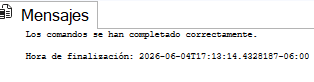 Mensajes
Los comandos se han completado correctamente.
Hora de finalización: 2026-06-04T17:13:14.4328187-06:00